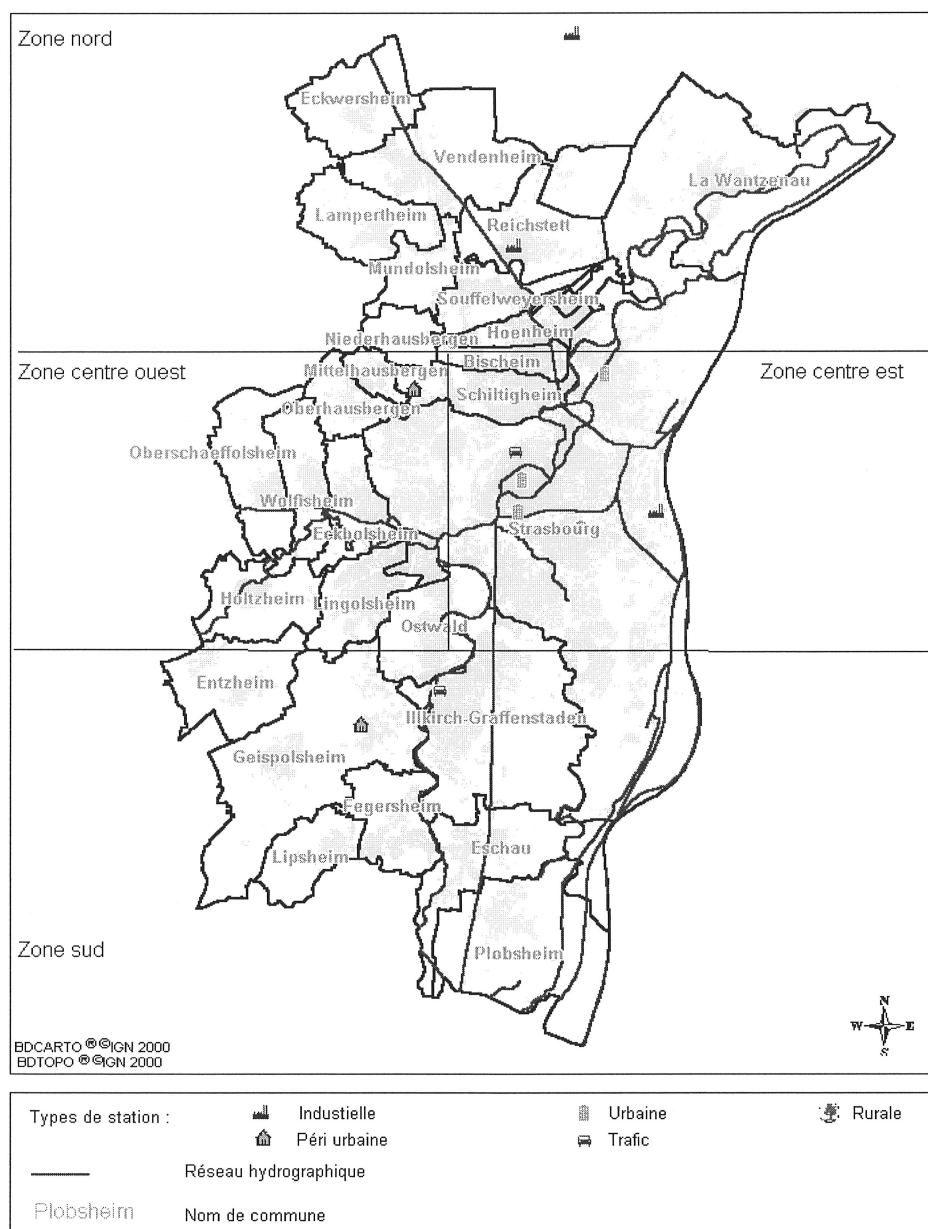 Zone nord
Eckwersheim
Vendenheim
La Wantzenau
Lampertheim
Reichstett
Mundolsheim
Souffelweyersheim
Hoenheim
Niederhausbergen
Bischeim
Zone centre ouest
Mittelhausbergen
Zone centre est
Schiltigheim
Oberhausbergen
Oberschaeffolsheim
Wolfisheim
Strasbourg
Eckbolsheim
Holtzheim
Lingolsheim
Ostwald
Entzheim
Illkirch-Graffenstaden
Geispolsheim
Fegersheim
Eschau
Lipsheim
Zone sud
Plobsheim
N
W E
S
BDCARTO ®©IGN 2000
BDTOPO ®©IGN 2000
Types de station :
Industielle
Urbaine
Rurale
Péri urbaine
Trafic
Réseau hydrographique
Plobsheim
Nom de commune